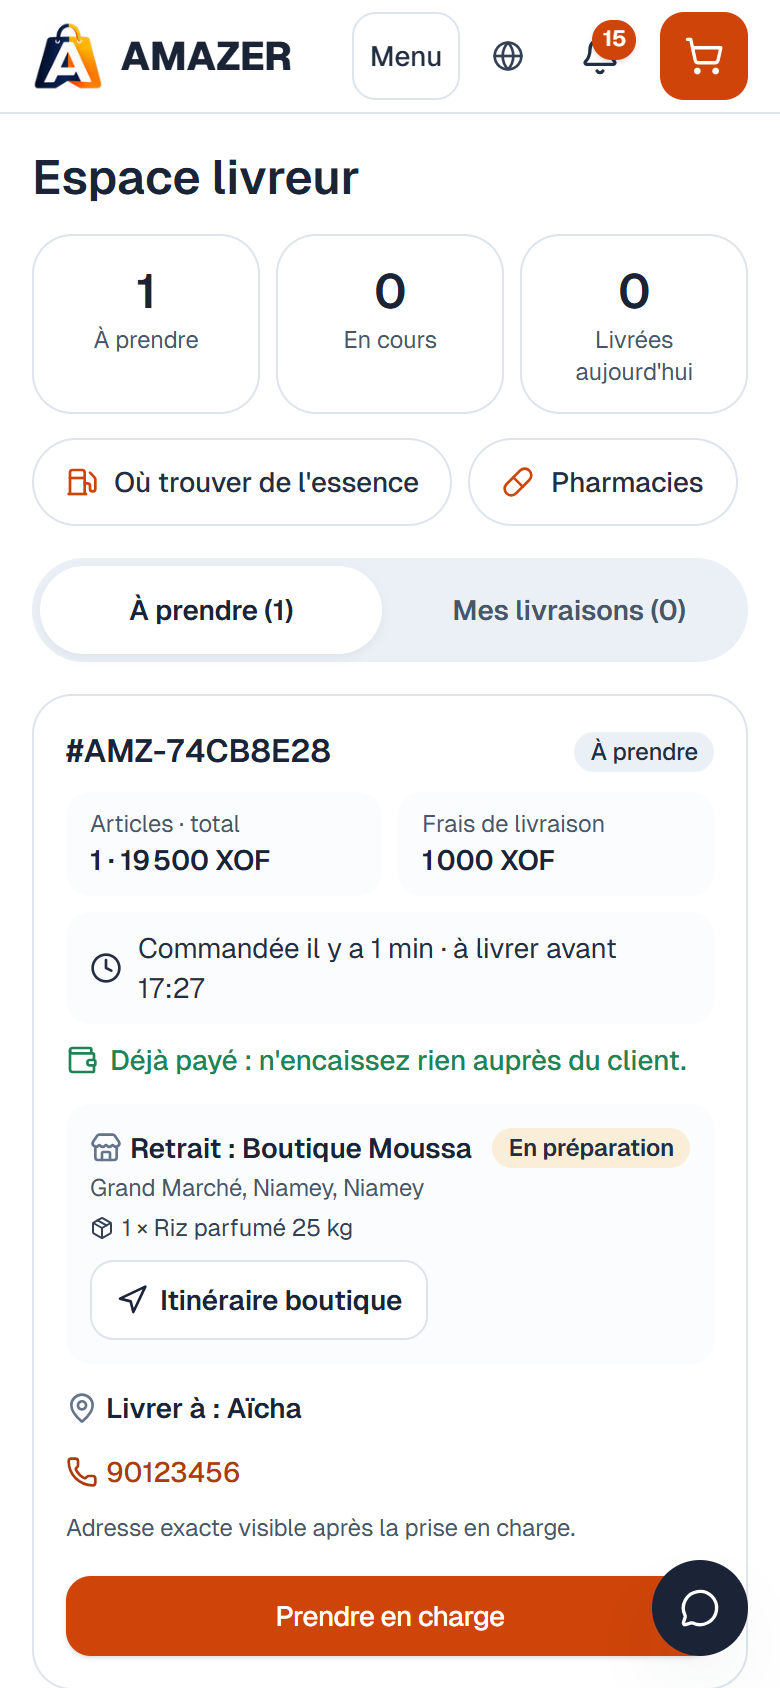 AMAZER
Menu
15
Espace livreur
1
À prendre
0
En cours
0
Livrées
aujourd'hui
Où trouver de l'essence
Pharmacies
À prendre (1)
Mes livraisons (0)
#AMZ-74CB8E28
À prendre
Articles · total
1 · 19 500 XOF
Frais de livraison
1 000 XOF
Commandée il y a 1 min · à livrer avant
17:27
Déjà payé : n'encaissez rien auprès du client.
Retrait : Boutique Moussa
En préparation
Grand Marché, Niamey, Niamey
1 × Riz parfumé 25 kg
Itinéraire boutique
Livrer à : Aïcha
90123456
Adresse exacte visible après la prise en charge.
Prendre en charge